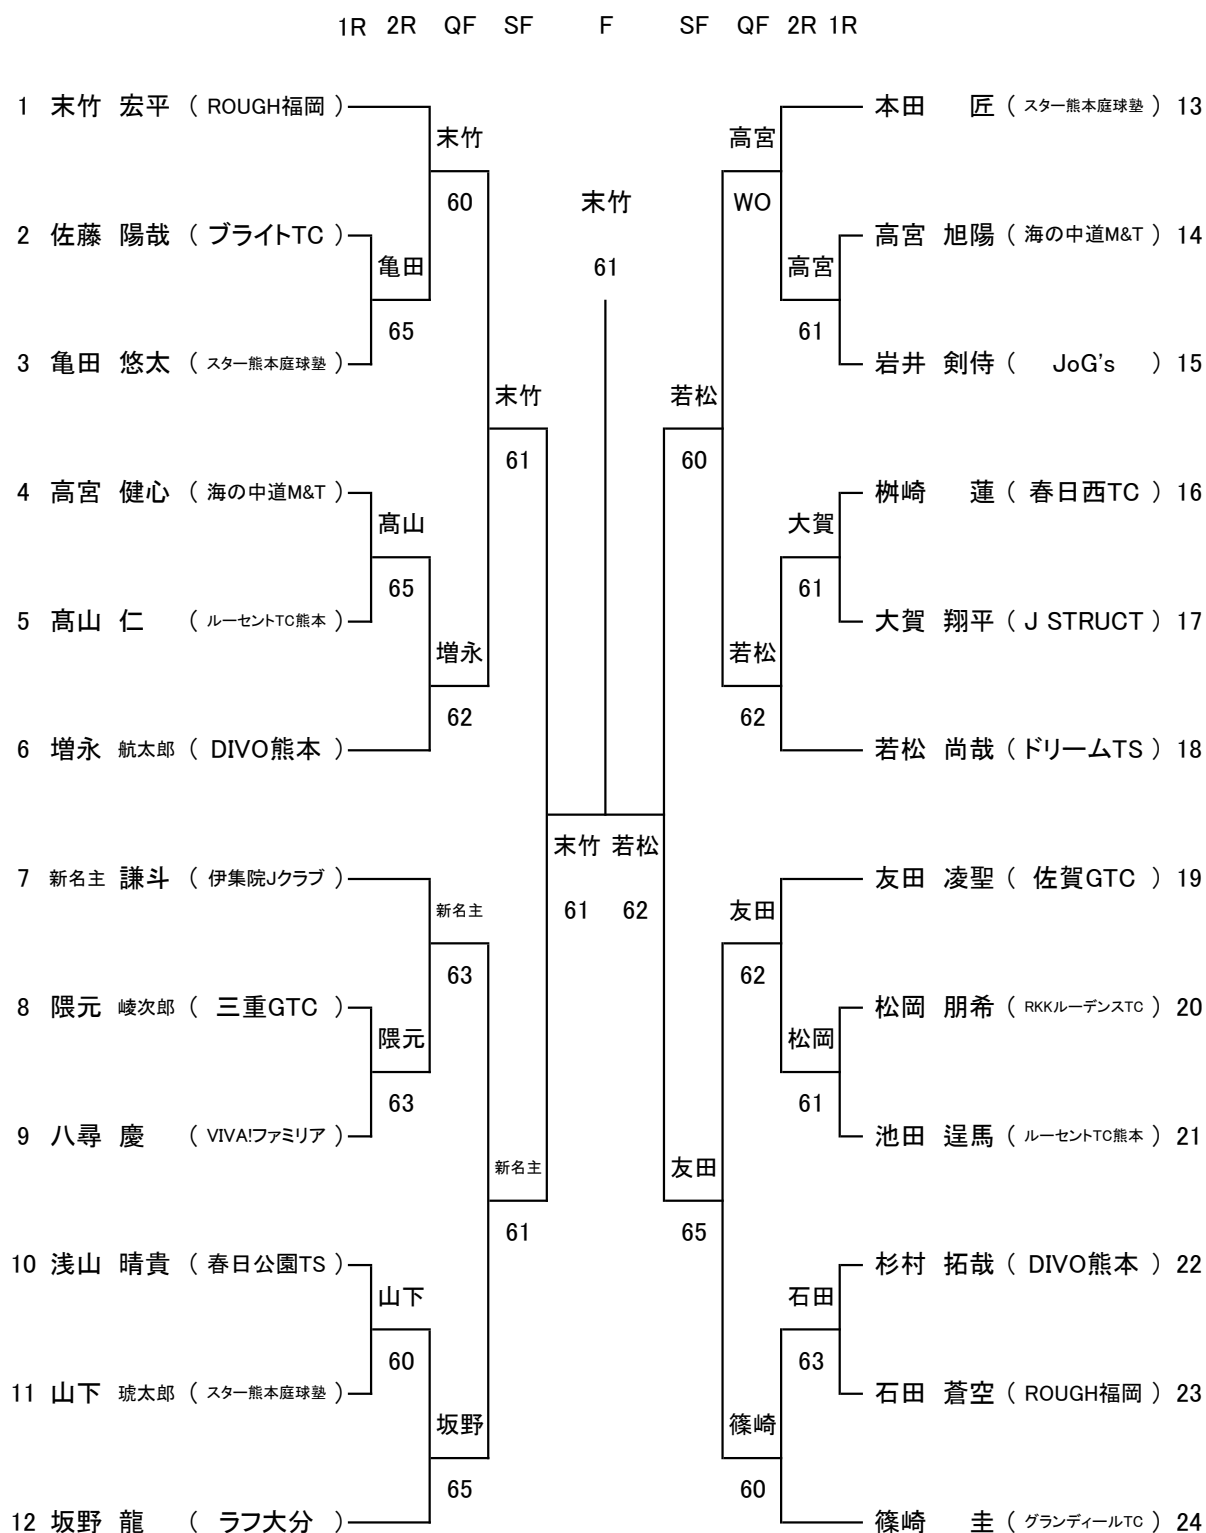 1R 2R QF SF F SF QF 2R 1R
1 末竹 宏平 ( ROUGH福岡 ) 本田 匠 ( スター熊本庭球塾 ) 13
末竹 高宮
60 末竹 WO
2 佐藤 陽哉 ( ブライトTC ) 高宮 旭陽 ( 海の中道M&T ) 14
亀田 61 高宮
65 61
3 亀田 悠太 ( スター熊本庭球塾 ) 岩井 剣侍 ( JoG's ) 15
末竹 若松
61 60
4 高宮 健心 ( 海の中道M&T ) 桝崎 蓮 ( 春日西TC ) 16
髙山 大賀
65 61
5 髙山 仁 ( ルーセントTC熊本 ) 大賀 翔平 ( J STRUCT ) 17
増永 若松
62 62
6 増永 航太郎 ( DIVO熊本 ) 若松 尚哉 ( ドリームTS ) 18
末竹 若松
7 新名主 謙斗 ( 伊集院Jクラブ ) 友田 凌聖 ( 佐賀GTC ) 19
新名主 61 62 友田
63 62
8 隈元 崚次郎 ( 三重GTC ) 松岡 朋希 ( RKKルーデンスTC ) 20
隈元 松岡
63 61
9 八尋 慶 ( VIVA!ファミリア ) 池田 逞馬 ( ルーセントTC熊本 ) 21
新名主 友田
61 65
10 浅山 晴貴 ( 春日公園TS ) 杉村 拓哉 ( DIVO熊本 ) 22
山下 石田
60 63
11 山下 琥太郎 ( スター熊本庭球塾 ) 石田 蒼空 ( ROUGH福岡 ) 23
坂野 篠崎
65 60
12 坂野 龍 ( ラフ大分 ) 篠崎 圭 ( グランディールTC ) 24